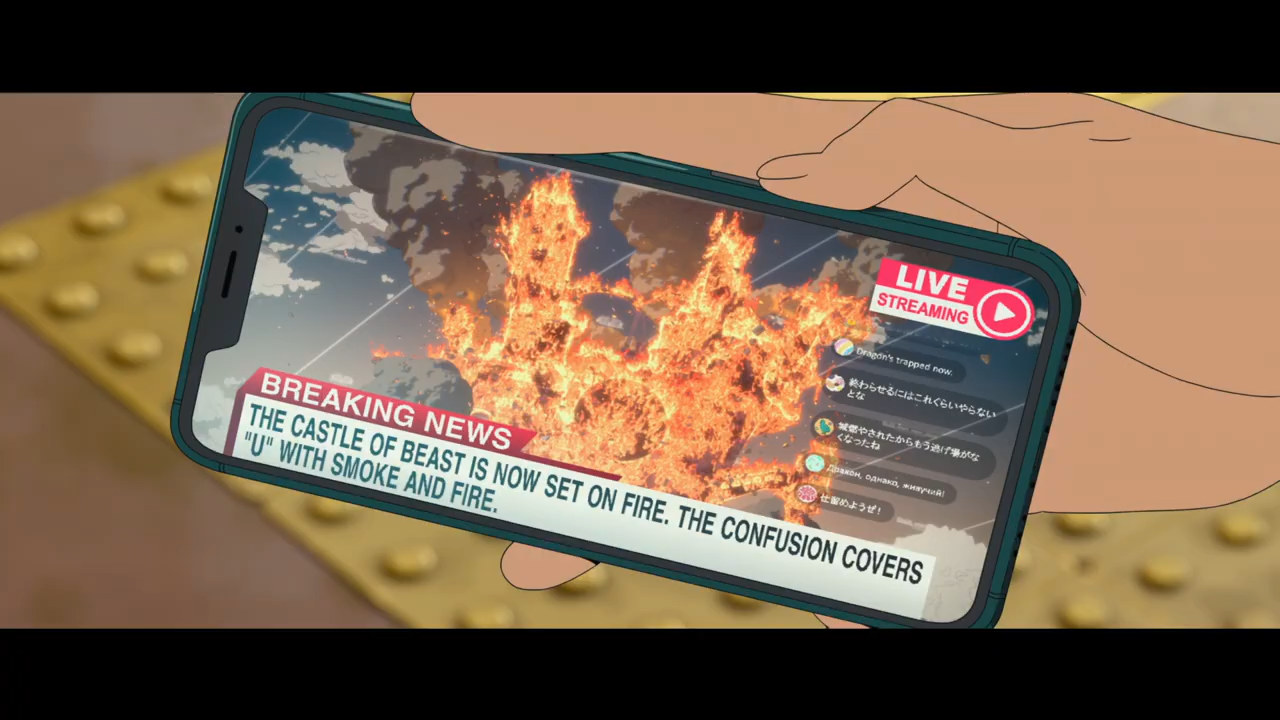 LIVE
STREAMING
Dragon's trapped now.
終わらせるにはこれぐらいやらない
とな
城燃やされたからもう逃げ場がな
くなったね
Дракон, однако, живучий!
仕留めようぜ!
BREAKING NEWS
THE CASTLE OF BEAST IS NOW SET ON FIRE. THE CONFUSION COVERS
"U" WITH SMOKE AND FIRE.